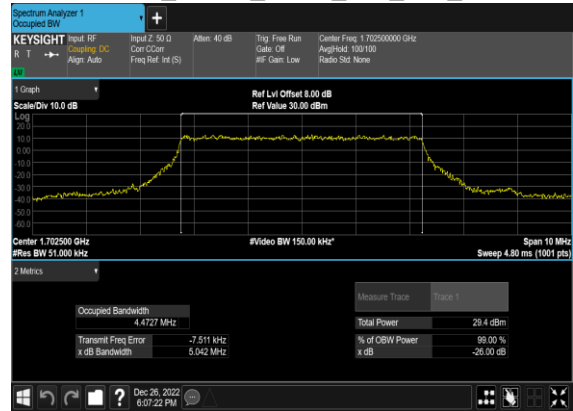 Spectrum Analyzer 1
Occupied BW
KEYSIGHT Input: RF Input Z: 50 Ω Atten: 40 dB Trig: Free Run Center Freq: 1.702500000 GHz
R T Coupling: DC Corr CCorr Gate: Off Avg|Hold: 100/100
Align: Auto Freq Ref: Int (S) #IF Gain: Low Radio Std: None
LXI
1 Graph Ref Lvl Offset 8.00 dB
Scale/Div 10.0 dB Ref Value 30.00 dBm
Log
20.0
10.0
0.00
-10.0
-20.0
-30.0
-40.0
-50.0
-60.0
Center 1.702500 GHz #Video BW 150.00 kHz* Span 10 MHz
#Res BW 51.000 kHz Sweep 4.80 ms (1001 pts)
2 Metrics
Measure Trace Trace 1
Occupied Bandwidth
4.4727 MHz Total Power 29.4 dBm
Transmit Freq Error -7.511 kHz % of OBW Power 99.00 %
x dB Bandwidth 5.042 MHz x dB -26.00 dB
? Dec 26, 2022
6:07:22 PM